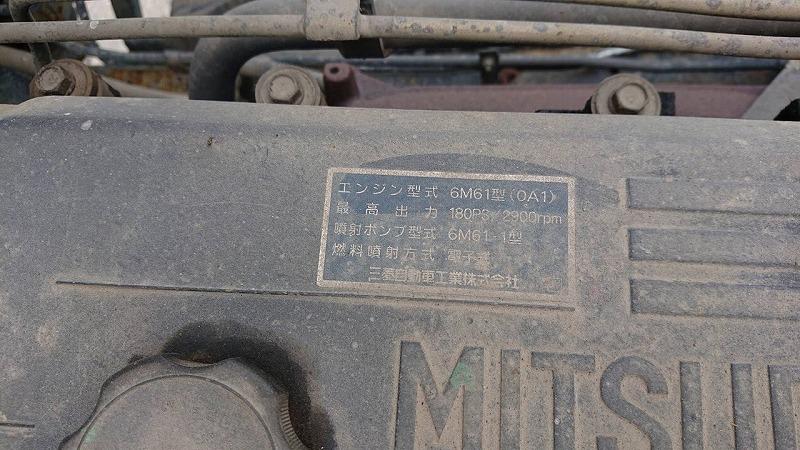 エンジン型式 6M61型(0A1)
最高出力 180PS/2900rpm
噴射ポンプ型式 6M61-1型
燃料噴射方式 電子式
三菱自動車工業株式会社
MITSU